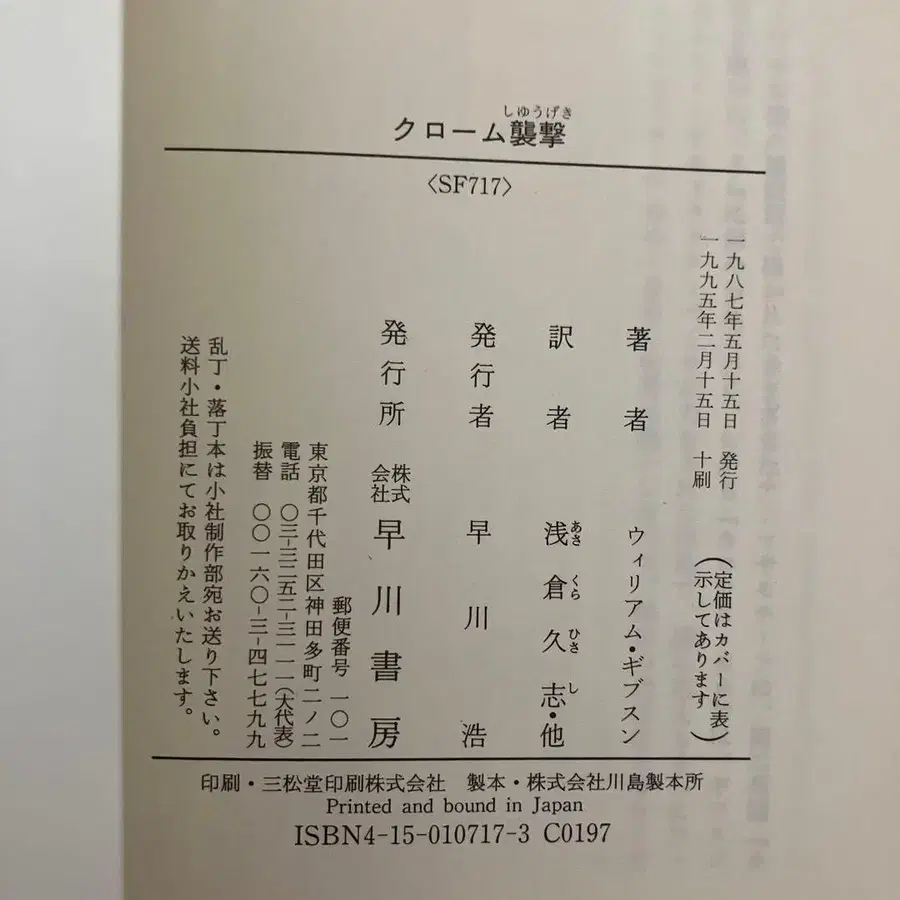 しゆうげき
クローム襲撃
〈SF717〉
一九八七年五月十五日 発行
一九九五年二月十五日 十刷
(定価はカバーに表
示してあります)
著者 ウィリアム・ギブスン
訳者 浅倉久志・他
あさ くら ひさ し
発行者 早川 浩
発行所 株式会社 早川書房
郵便番号 一〇一
東京都千代田区神田多町二ノ二
電話 〇三-三二五二-三一一一(大代表)
振替 〇〇一六〇-三-四七七九九
乱丁・落丁本は小社制作部宛お送り下さい。
送料小社負担にてお取りかえいたします。
印刷・三松堂印刷株式会社 製本・株式会社川島製本所
Printed and bound in Japan
ISBN4-15-010717-3 C0197